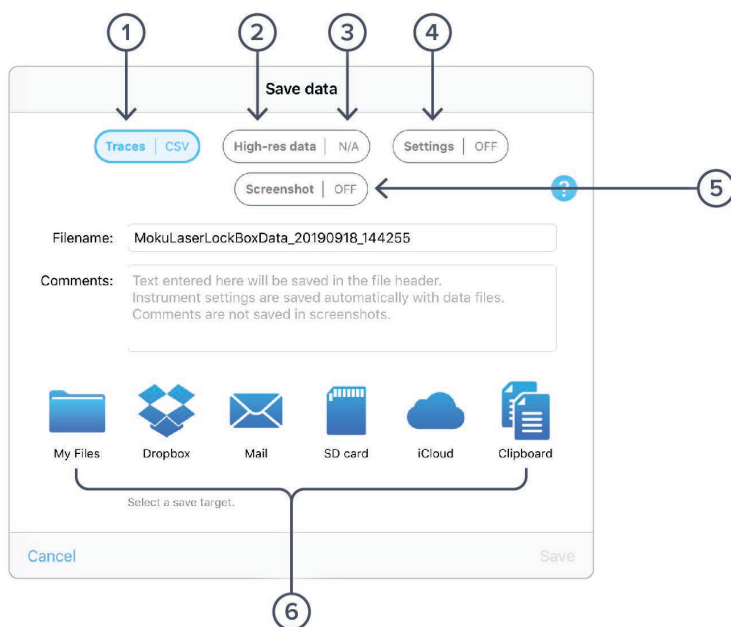 1 2 3 4
Save data
Traces | CSV High-res data | N/A Settings | OFF
Screenshot | OFF ? 5
Filename: MokuLaserLockBoxData_20190918_144255
Comments: Text entered here will be saved in the file header.
Instrument settings are saved automatically with data files.
Comments are not saved in screenshots.
My Files Dropbox Mail SD card iCloud Clipboard
Select a save target.
Cancel Save
6